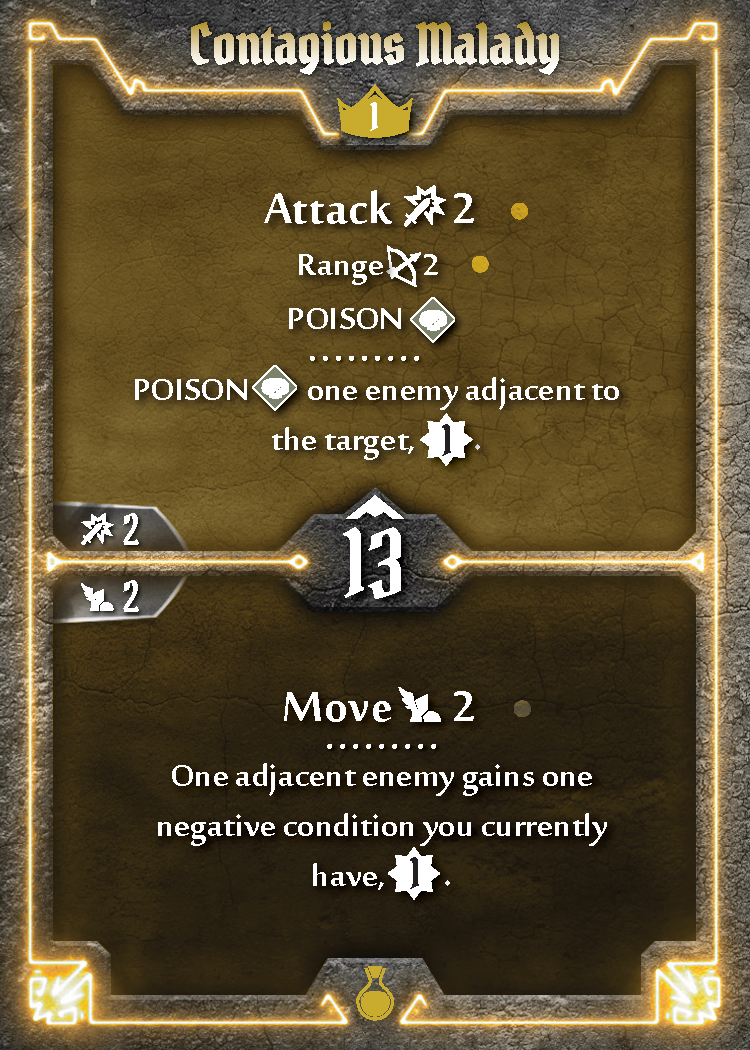 Contagious Malady
1
Attack 2
Range 2
POISON
POISON one enemy adjacent to
the target, 1.
2
13
2
Move 2
One adjacent enemy gains one
negative condition you currently
have, 1.